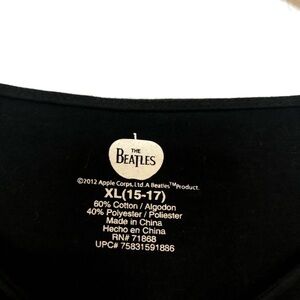 THE
BEATLES
©2012 Apple Corps, Ltd. A Beatles™ Product.
XL(15-17)
60% Cotton / Algodon
40% Polyester / Poliester
Made in China
Hecho en China
RN# 71868
UPC# 75831591886